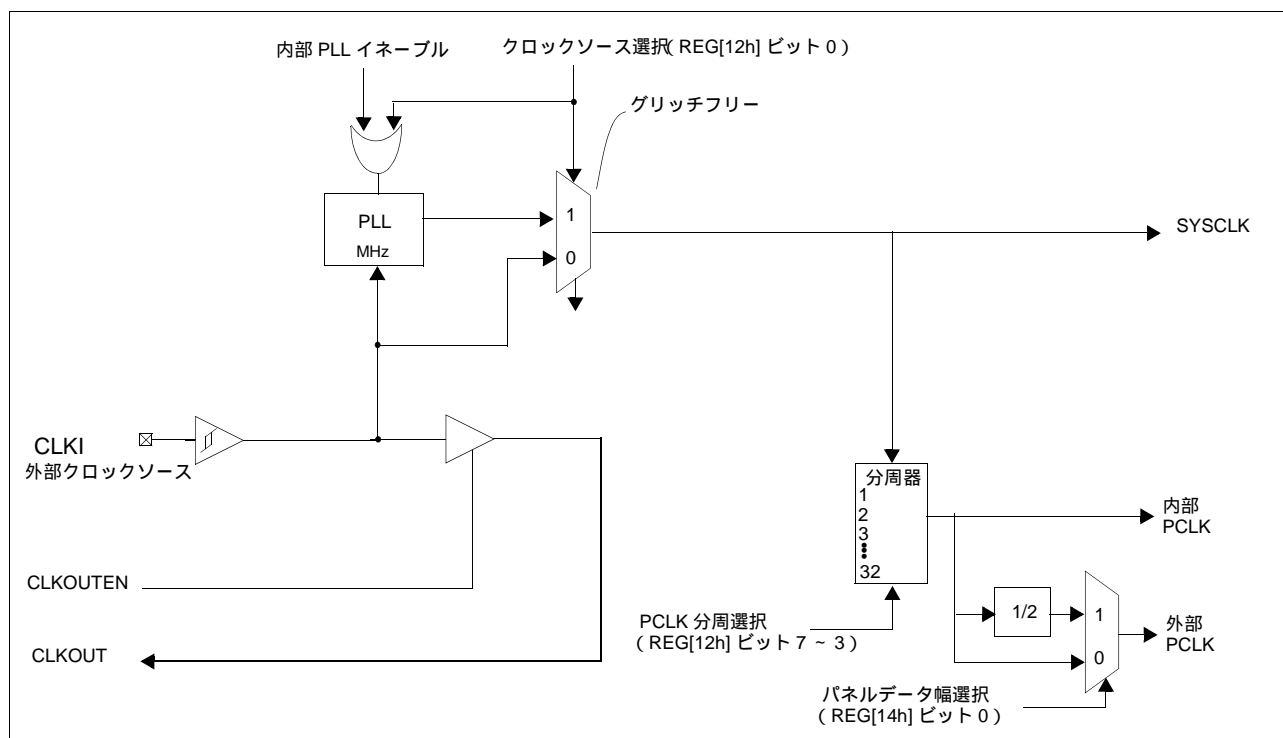 内部 PLL イネーブル
クロックソース選択( REG[12h] ビット 0 )
グリッチフリー
PLL
MHz
1
0
SYSCLK
CLKI
外部クロックソース
分周器
1
2
3
32
内部
PCLK
CLKOUTEN
1/2
1
0
外部
PCLK
PCLK 分周選択
( REG[12h] ビット 7 ~ 3 )
CLKOUT
パネルデータ幅選択
( REG[14h] ビット 0 )